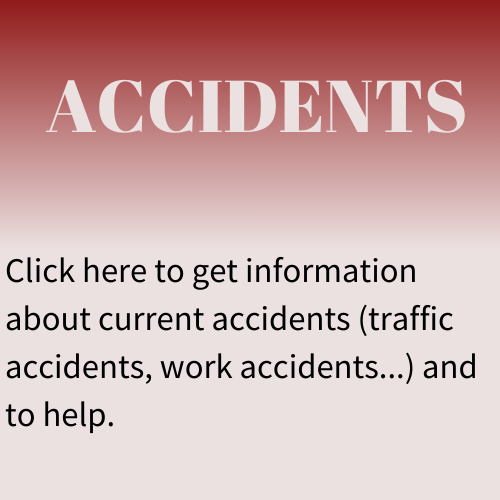 ACCIDENTS
Click here to get information
about current accidents (traffic
accidents, work accidents...) and
to help.